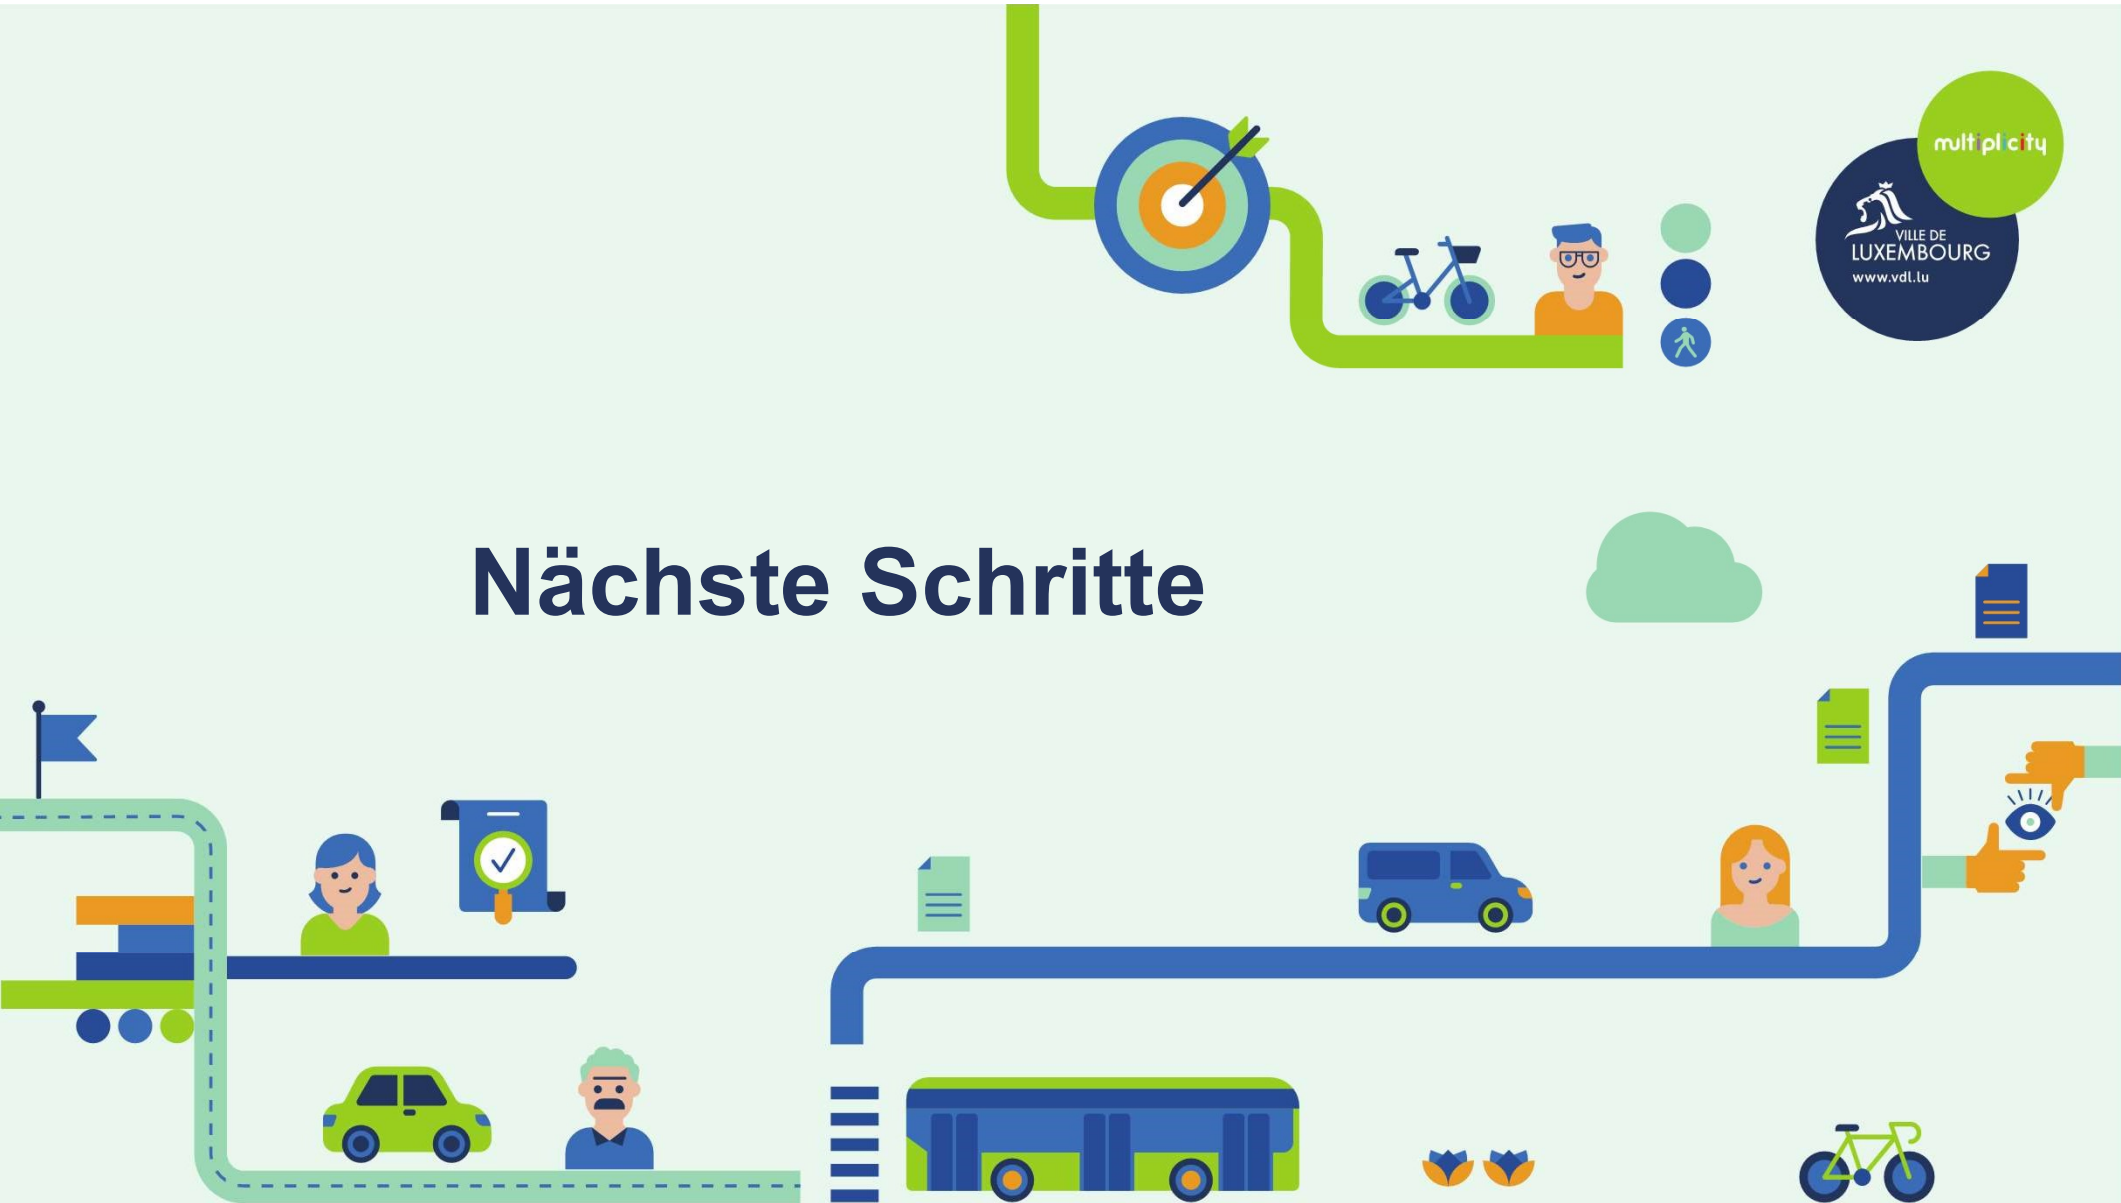 multiplicity
VILLE DE
LUXEMBOURG
www.vdl.lu
Nächste Schritte